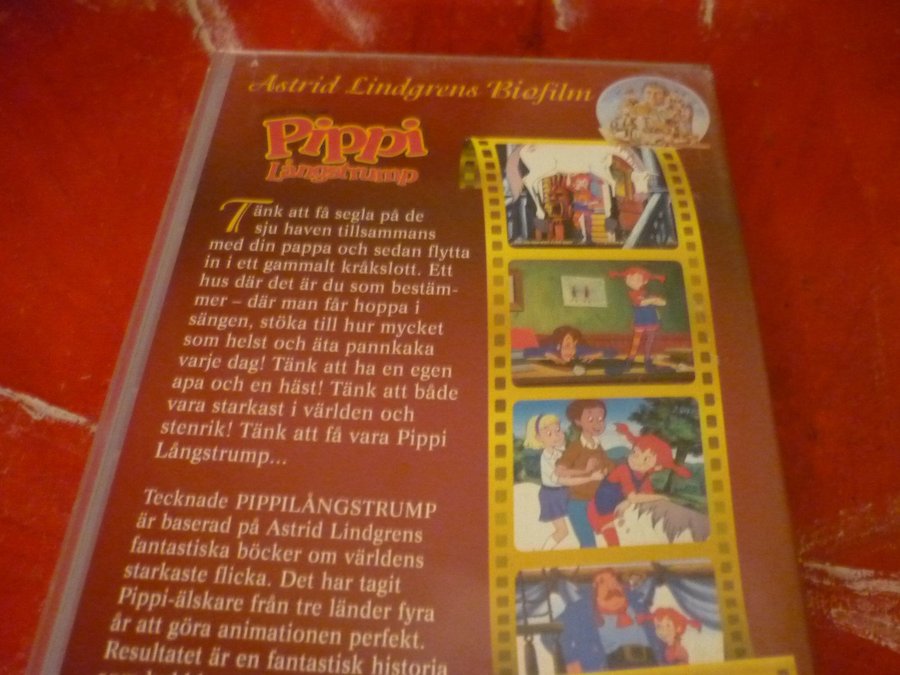 Astrid Lindgrens Biofilm
Pippi
Långstrump
Tänk att få segla på de
sju haven tillsammans
med din pappa och sedan flytta
in i ett gammalt kråkslott. Ett
hus där det är du som bestäm-
mer – där man får hoppa i
sängen, stöka till hur mycket
som helst och äta pannkaka
varje dag! Tänk att ha en egen
apa och en häst! Tänk att både
vara starkast i världen och
stenrik! Tänk att få vara Pippi
Långstrump...
Tecknade PIPPILÅNGSTRUMP
är baserad på Astrid Lindgrens
fantastiska böcker om världens
starkaste flicka. Det har tagit
Pippi-älskare från tre länder fyra
år att göra animationen perfekt.
Resultatet är en fantastisk historia